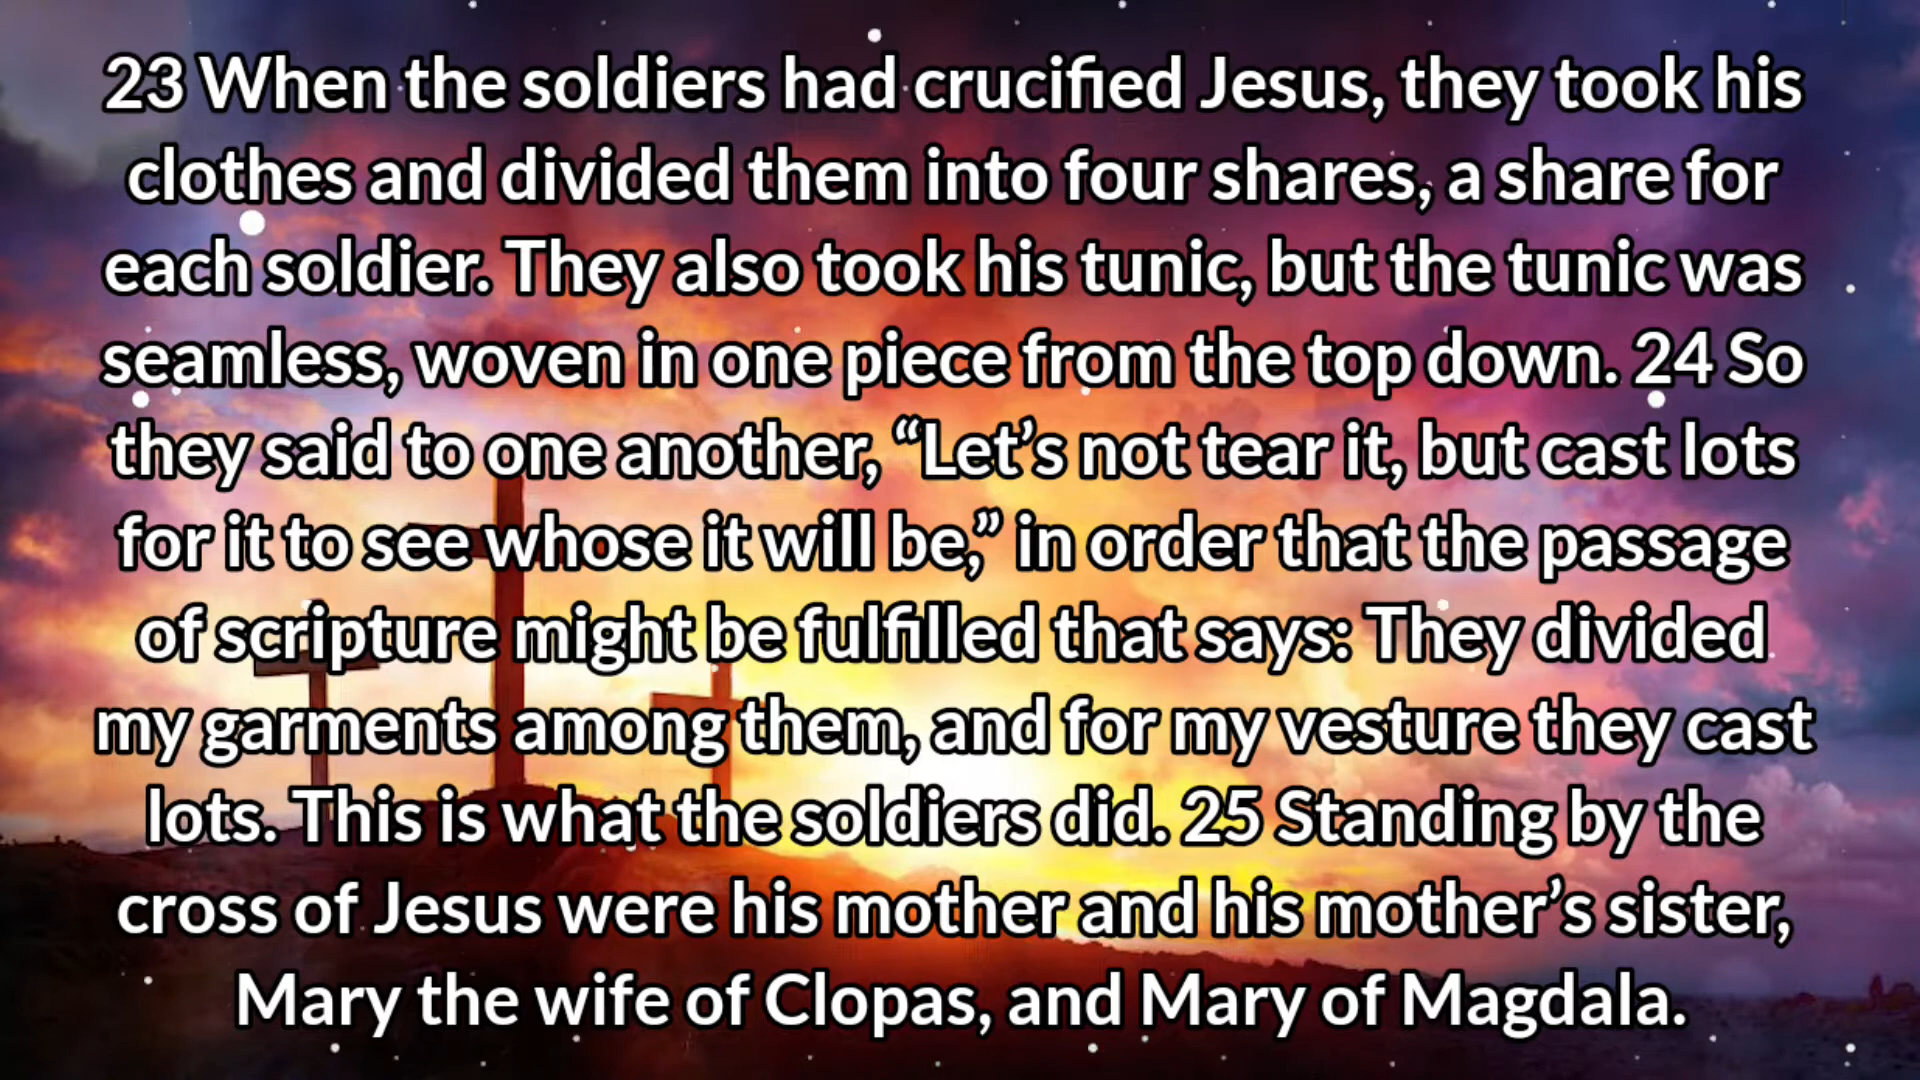 23 When the soldiers had crucified Jesus, they took his
clothes and divided them into four shares, a share for
each soldier. They also took his tunic, but the tunic was
seamless, woven in one piece from the top down. 24 So
they said to one another, “Let’s not tear it, but cast lots
for it to see whose it will be,” in order that the passage
of scripture might be fulfilled that says: They divided
my garments among them, and for my vesture they cast
lots. This is what the soldiers did. 25 Standing by the
cross of Jesus were his mother and his mother’s sister,
Mary the wife of Clopas, and Mary of Magdala.